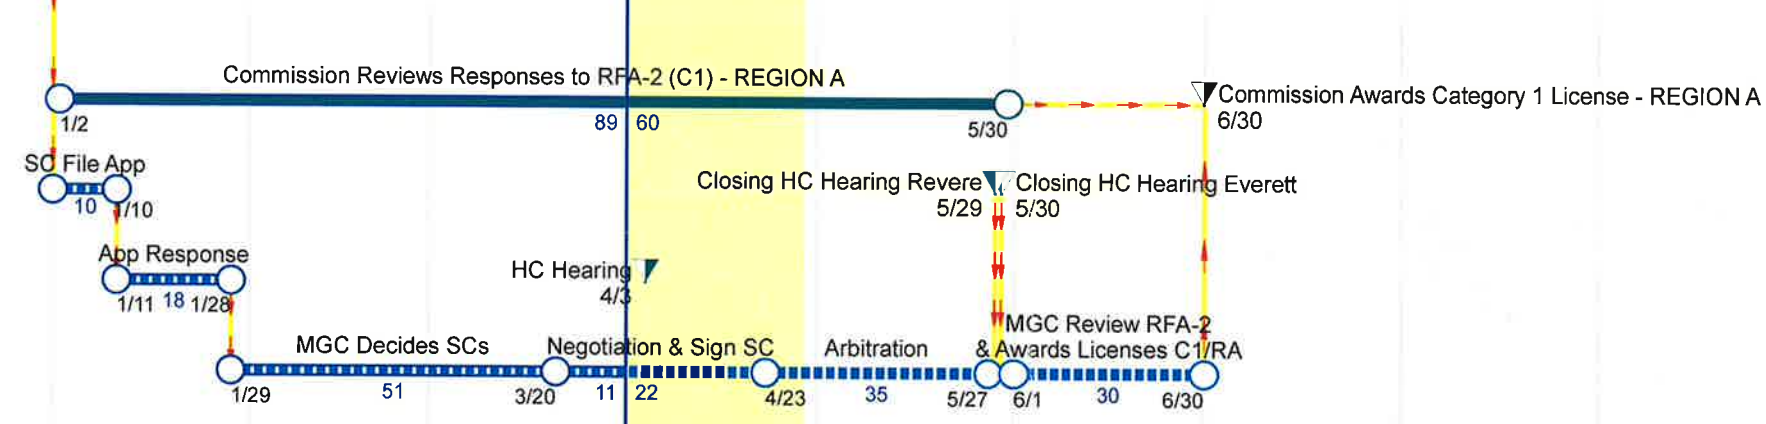 Commission Reviews Responses to RFA-2 (C1) - REGION A
1/2
89
60
5/30
Commission Awards Category 1 License - REGION A
6/30
SC File App
10
1/10
Closing HC Hearing Revere
5/29
Closing HC Hearing Everett
5/30
App Response
1/11
18
1/28
HC Hearing
4/3
MGC Decides SCs
1/29
51
3/20
Negotiation & Sign SC
11
22
4/23
Arbitration
35
5/27
MGC Review RFA-2
& Awards Licenses C1/RA
6/1
30
6/30